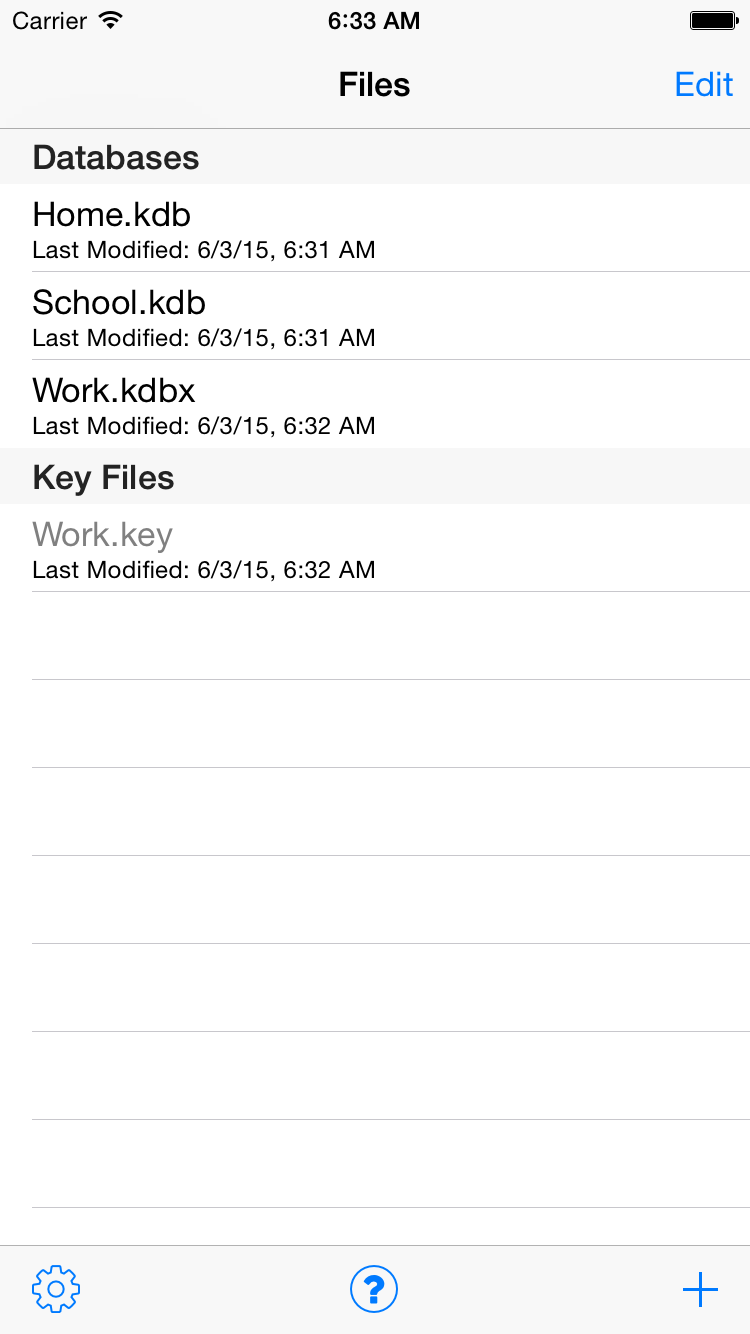 Carrier 6:33 AM
Files Edit
Databases
Home.kdb
Last Modified: 6/3/15, 6:31 AM
School.kdb
Last Modified: 6/3/15, 6:31 AM
Work.kdbx
Last Modified: 6/3/15, 6:32 AM
Key Files
Work.key
Last Modified: 6/3/15, 6:32 AM
?